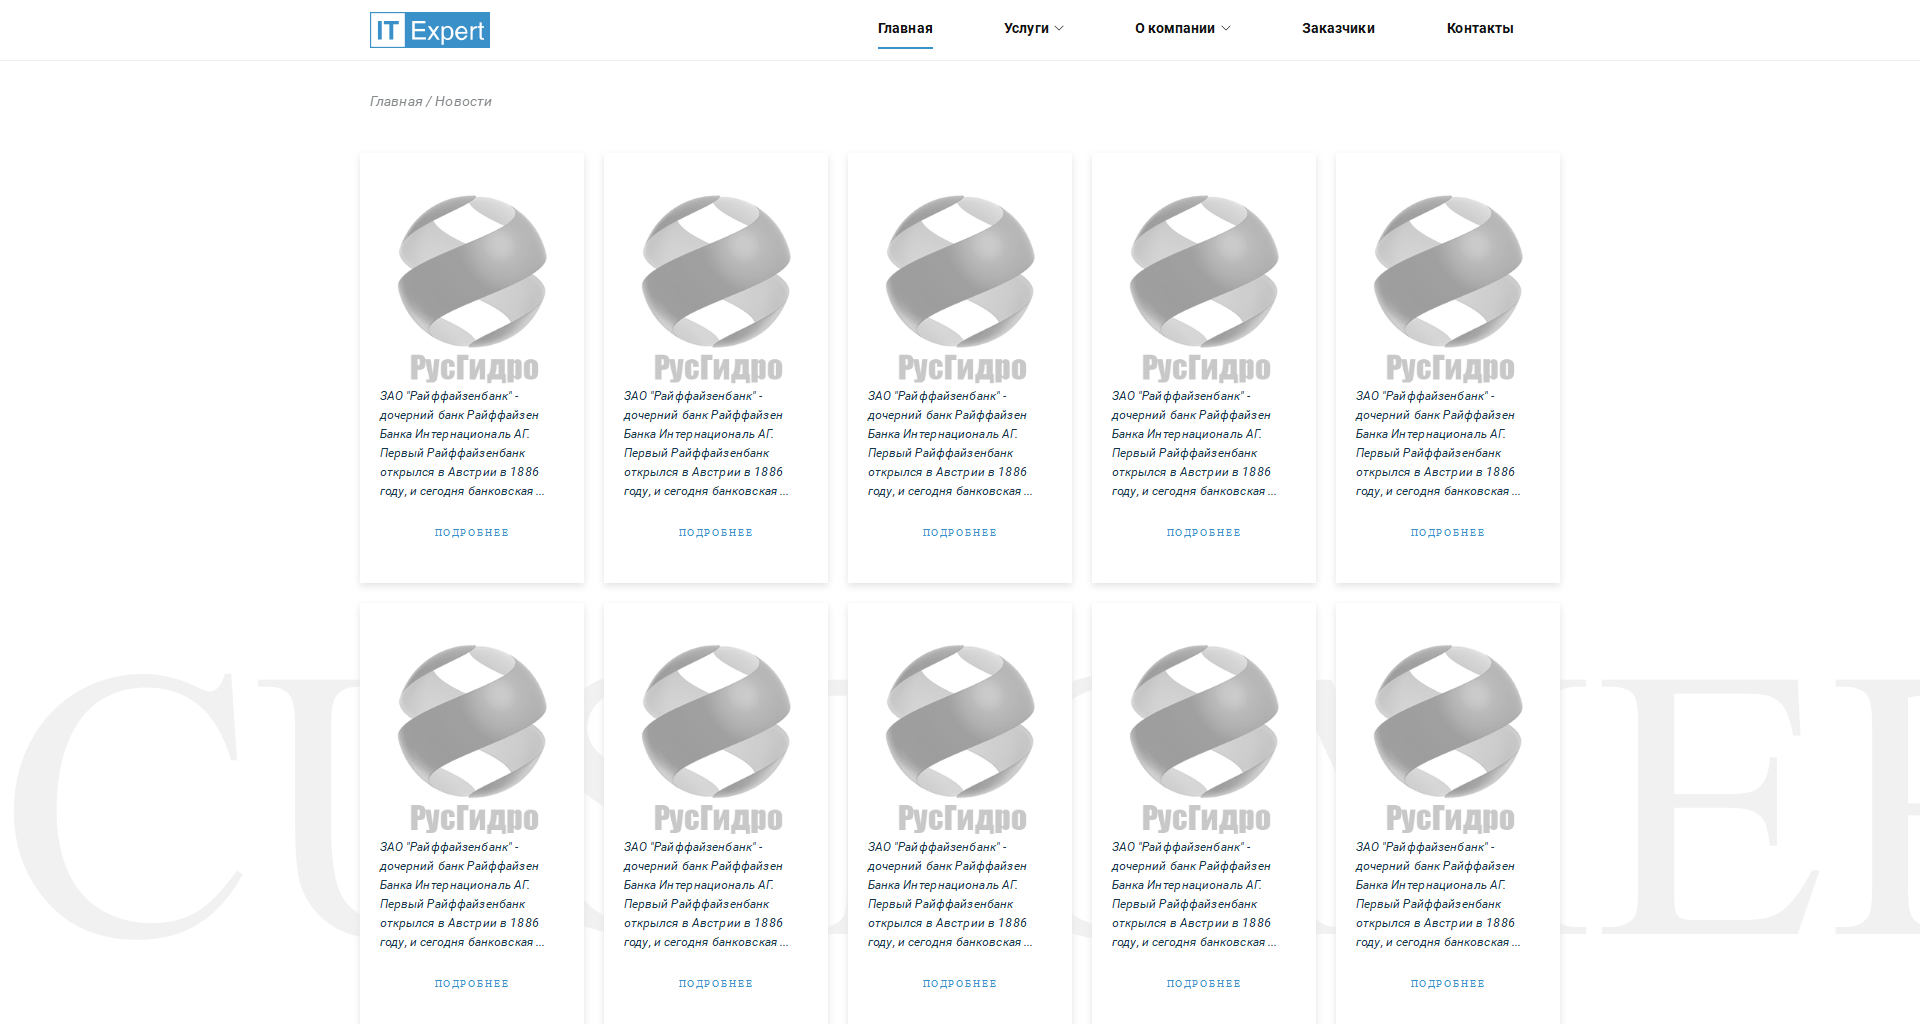 IT Expert
Главная Услуги О компании Заказчики Контакты
Главная / Новости
РусГидро РусГидро РусГидро РусГидро РусГидро
ЗАО "Райффайзенбанк" - ЗАО "Райффайзенбанк" - ЗАО "Райффайзенбанк" - ЗАО "Райффайзенбанк" - ЗАО "Райффайзенбанк" -
дочерний банк Райффайзен дочерний банк Райффайзен дочерний банк Райффайзен дочерний банк Райффайзен дочерний банк Райффайзен
Банка Интернациональ АГ. Банка Интернациональ АГ. Банка Интернациональ АГ. Банка Интернациональ АГ. Банка Интернациональ АГ.
Первый Райффайзенбанк Первый Райффайзенбанк Первый Райффайзенбанк Первый Райффайзенбанк Первый Райффайзенбанк
открылся в Австрии в 1886 открылся в Австрии в 1886 открылся в Австрии в 1886 открылся в Австрии в 1886 открылся в Австрии в 1886
году, и сегодня банковская ... году, и сегодня банковская ... году, и сегодня банковская ... году, и сегодня банковская ... году, и сегодня банковская ...
ПОДРОБНЕЕ ПОДРОБНЕЕ ПОДРОБНЕЕ ПОДРОБНЕЕ ПОДРОБНЕЕ
РусГидро РусГидро РусГидро РусГидро РусГидро
ЗАО "Райффайзенбанк" - ЗАО "Райффайзенбанк" - ЗАО "Райффайзенбанк" - ЗАО "Райффайзенбанк" - ЗАО "Райффайзенбанк" -
дочерний банк Райффайзен дочерний банк Райффайзен дочерний банк Райффайзен дочерний банк Райффайзен дочерний банк Райффайзен
Банка Интернациональ АГ. Банка Интернациональ АГ. Банка Интернациональ АГ. Банка Интернациональ АГ. Банка Интернациональ АГ.
Первый Райффайзенбанк Первый Райффайзенбанк Первый Райффайзенбанк Первый Райффайзенбанк Первый Райффайзенбанк
открылся в Австрии в 1886 открылся в Австрии в 1886 открылся в Австрии в 1886 открылся в Австрии в 1886 открылся в Австрии в 1886
году, и сегодня банковская ... году, и сегодня банковская ... году, и сегодня банковская ... году, и сегодня банковская ... году, и сегодня банковская ...
ПОДРОБНЕЕ ПОДРОБНЕЕ ПОДРОБНЕЕ ПОДРОБНЕЕ ПОДРОБНЕЕ